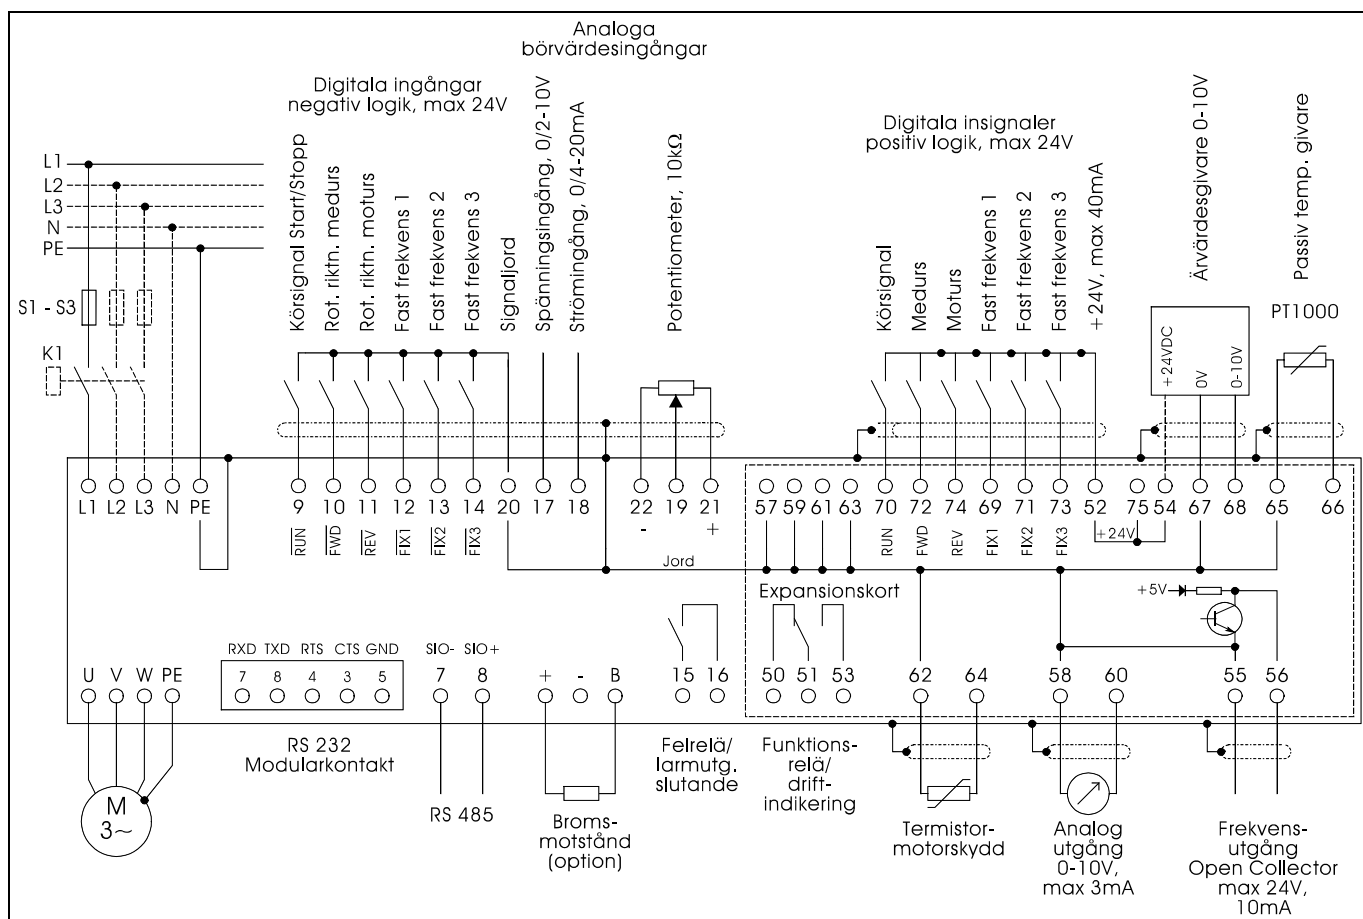 Analoga
börvärdesingångar
Digitala ingångar
negativ logik, max 24V
Digitala insignaler
positiv logik, max 24V
L1
L2
L3
N
PE
S1 - S3
K1
Körsignal Start/Stopp
Rot. riktn. medurs
Rot. riktn. moturs
Fast frekvens 1
Fast frekvens 2
Fast frekvens 3
Signaljord
Spänningsingång, 0/2-10V
Strömingång, 0/4-20mA
Potentiometer, 10kΩ
Körsignal
Medurs
Moturs
Fast frekvens 1
Fast frekvens 2
Fast frekvens 3
+24V, max 40mA
Ärvärdesgivare 0-10V
Passiv temp. givare
+24VDC
0V
0-10V
PT1000
L1 L2 L3 N PE
9 10 11 12 13 14 20 17 18 22 19 21
57 59 61 63 70 72 74 69 71 73 52 75 54 67 68 65 66
RUN FWD REV FIX1 FIX2 FIX3
- +
RUN FWD REV FIX1 FIX2 FIX3
+24V
Jord
Expansionskort
+5V
RXD TXD RTS CTS GND
7 8 4 3 5
SIO- SIO+
7 8
U V W PE
+ - B
15 16
50 51 53
62 64
58 60
55 56
RS 232
Modularkontakt
M
3~
RS 485
Broms-
motstånd
(option)
Felrelä/
larmutg.
slutande
Funktions-
relä/
drift-
indikering
Termistor-
motorskydd
Analog
utgång
0-10V,
max 3mA
Frekvens-
utgång
Open Collector
max 24V,
10mA